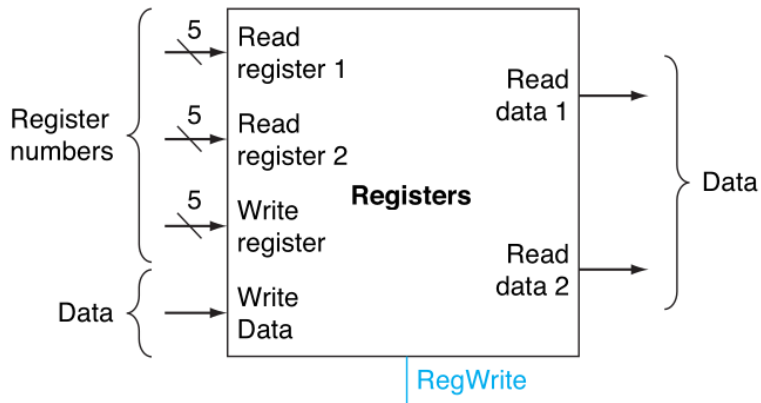 5
Read
register 1
5
Read
register 2
Register
numbers
5
Write
register
Data
Write
Data
Registers
Read
data 1
Read
data 2
Data
RegWrite